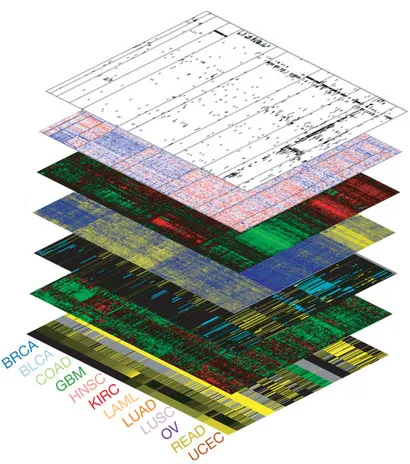 BRCA
BLCA
COAD
GBM
HNSC
KIRC
LAML
LUAD
LUSC
OV
READ
UCEC